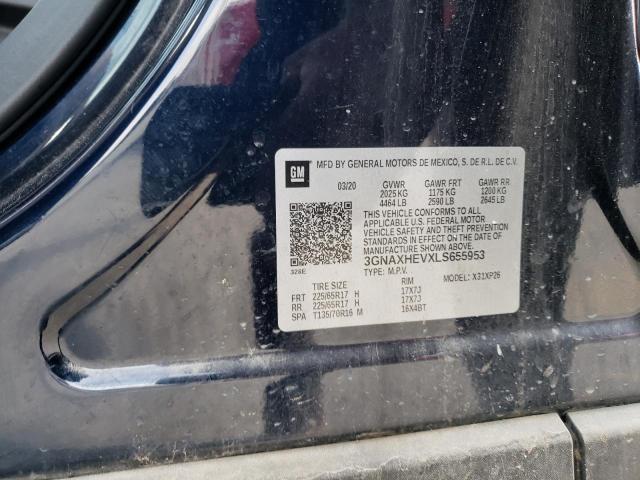 GM
MFD BY GENERAL MOTORS DE MEXICO, S. DE R.L. DE C.V.
03/20 GVWR GAWR FRT GAWR RR
2025 KG 1175 KG 1200 KG
4464 LB 2590 LB 2645 LB
THIS VEHICLE CONFORMS TO ALL
APPLICABLE U.S. FEDERAL MOTOR
VEHICLE SAFETY AND THEFT PREVENTION
STANDARDS IN EFFECT ON THE DATE OF
MANUFACTURE SHOWN ABOVE.
3GNAXHEVXLS655953
328E TYPE: M.P.V. MODEL: X31XP26
TIRE SIZE RIM
FRT 225/65R17 H 17X7J
RR 225/65R17 H 17X7J
SPA T135/70R16 M 16X4BT